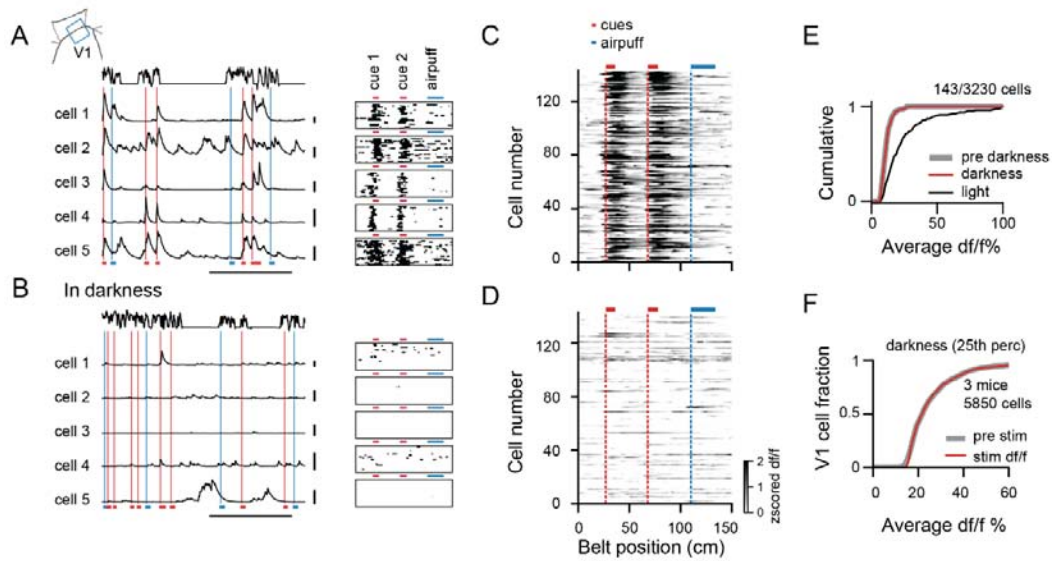 A
V1
cell 1
cell 2
cell 3
cell 4
cell 5
cue 1
cue 2
airpuff
B
In darkness
cell 1
cell 2
cell 3
cell 4
cell 5
C
cues
airpuff
Cell number
120
80
40
0
D
Cell number
120
80
40
0
0
50
100
150
Belt position (cm)
2
1
0
zscored df/f
E
143/3230 cells
Cumulative
1
0
pre darkness
darkness
light
0
50
100
Average df/f%
F
darkness (25th perc)
3 mice
5850 cells
V1 cell fraction
1
0.5
0
pre stim
stim df/f
0
20
40
60
Average df/f %